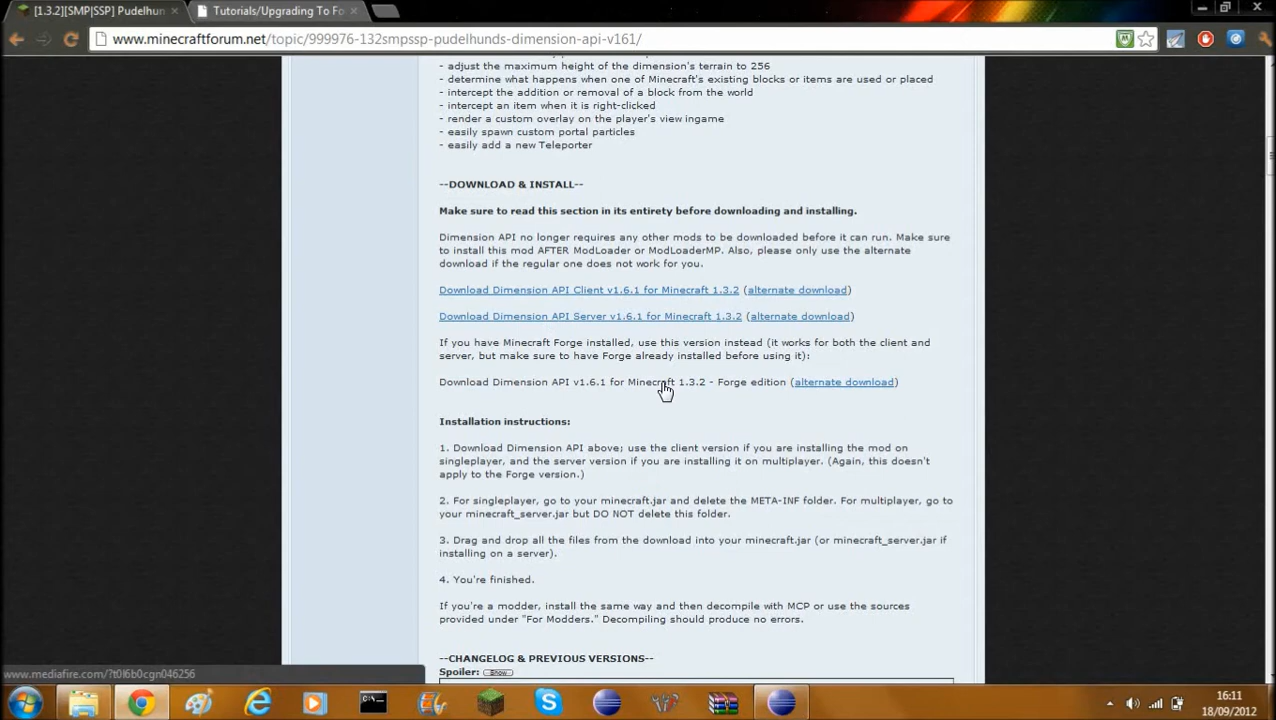 [1.3.2][SMP|SSP] Pudelhun
Tutorials/Upgrading To Fo
www.minecraftforum.net/topic/999976-132smpssp-pudelhunds-dimension-api-v161/
- adjust the maximum height of the dimension's terrain to 256
- determine what happens when one of Minecraft's existing blocks or items are used or placed
- intercept the addition or removal of a block from the world
- intercept an item when it is right-clicked
- render a custom overlay on the player's view ingame
- easily spawn custom portal particles
- easily add a new Teleporter
--DOWNLOAD & INSTALL--
Make sure to read this section in its entirety before downloading and installing.
Dimension API no longer requires any other mods to be downloaded before it can run. Make sure
to install this mod AFTER ModLoader or ModLoaderMP. Also, please only use the alternate
download if the regular one does not work for you.
Download Dimension API Client v1.6.1 for Minecraft 1.3.2 (alternate download)
Download Dimension API Server v1.6.1 for Minecraft 1.3.2 (alternate download)
If you have Minecraft Forge installed, use this version instead (it works for both the client and
server, but make sure to have Forge already installed before using it):
Download Dimension API v1.6.1 for Minecraft 1.3.2 - Forge edition (alternate download)
Installation instructions:
1. Download Dimension API above; use the client version if you are installing the mod on
singleplayer, and the server version if you are installing it on multiplayer. (Again, this doesn't
apply to the Forge version.)
2. For singleplayer, go to your minecraft.jar and delete the META-INF folder. For multiplayer, go to
your minecraft_server.jar but DO NOT delete this folder.
3. Drag and drop all the files from the download into your minecraft.jar (or minecraft_server.jar if
installing on a server).
4. You're finished.
If you're a modder, install the same way and then decompile with MCP or use the sources
provided under "For Modders." Decompiling should produce no errors.
--CHANGELOG & PREVIOUS VERSIONS--
Spoiler: Show
www.mediafire.com/?t0l6b0cgn046256
16:11
18/09/2012